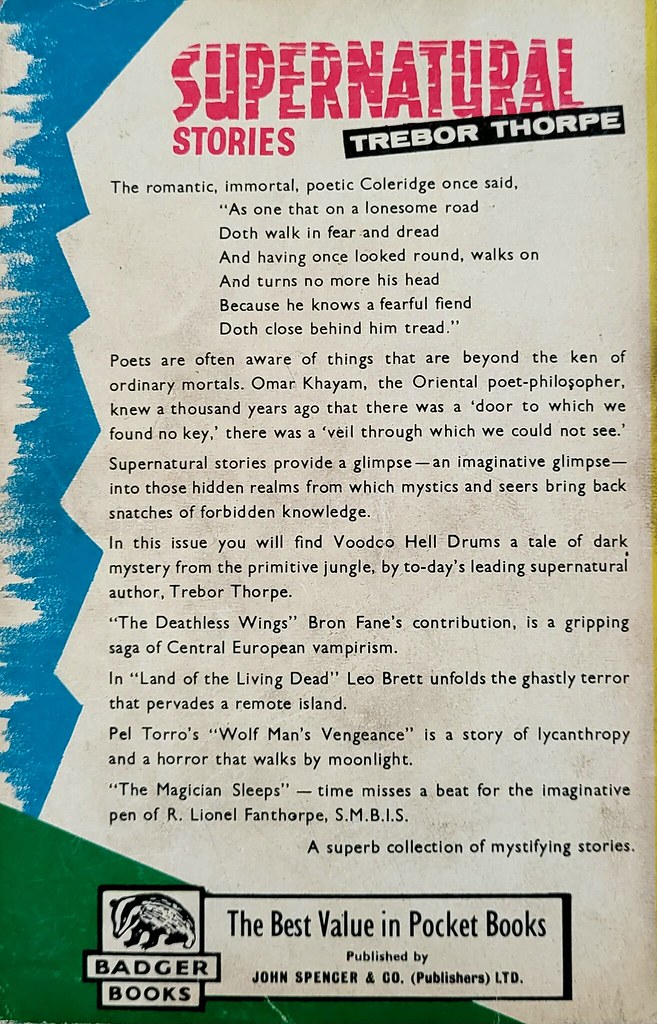 SUPERNATURAL
STORIES
TREBOR THORPE
The romantic, immortal, poetic Coleridge once said,
"As one that on a lonesome road
Doth walk in fear and dread
And having once looked round, walks on
And turns no more his head
Because he knows a fearful fiend
Doth close behind him tread."
Poets are often aware of things that are beyond the ken of
ordinary mortals. Omar Khayam, the Oriental poet-philosopher,
knew a thousand years ago that there was a 'door to which we
found no key,' there was a 'veil through which we could not see.'
Supernatural stories provide a glimpse—an imaginative glimpse—
into those hidden realms from which mystics and seers bring back
snatches of forbidden knowledge.
In this issue you will find Voodco Hell Drums a tale of dark
mystery from the primitive jungle, by to-day's leading supernatural
author, Trebor Thorpe.
"The Deathless Wings" Bron Fane's contribution, is a gripping
saga of Central European vampirism.
In "Land of the Living Dead" Leo Brett unfolds the ghastly terror
that pervades a remote island.
Pel Torro's "Wolf Man's Vengeance" is a story of lycanthropy
and a horror that walks by moonlight.
"The Magician Sleeps" — time misses a beat for the imaginative
pen of R. Lionel Fanthorpe, S.M.B.I.S.
A superb collection of mystifying stories.
BADGER
BOOKS
The Best Value in Pocket Books
Published by
JOHN SPENCER & CO. (Publishers) LTD.